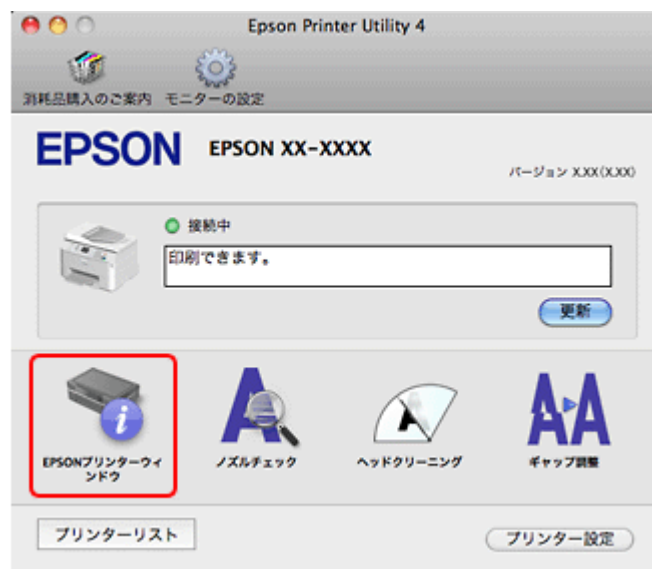 Epson Printer Utility 4
消耗品購入のご案内 モニターの設定
EPSON EPSON XX-XXXX
バージョン X.XX(X.XX)
接続中
印刷できます。
更新
EPSONプリンターウィ
ンドウ
ノズルチェック
ヘッドクリーニング
ギャップ調整
プリンターリスト
プリンター設定